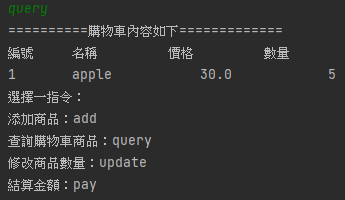 query
==========購物車內容如下=============
編號 名稱 價格 數量
1 apple 30.0 5
選擇一指令：
添加商品：add
查詢購物車商品：query
修改商品數量：update
結算金額：pay